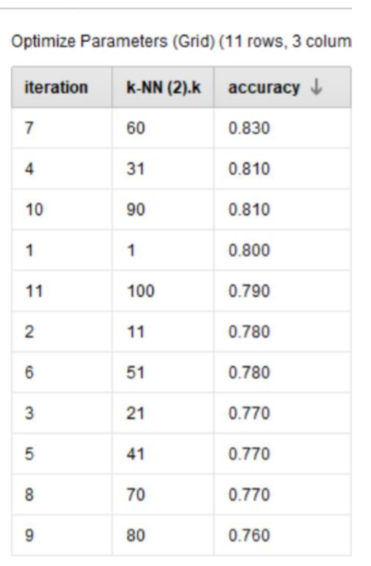 Optimize Parameters (Grid) (11 rows, 3 colum
iteration k-NN (2).k accuracy ↓
7 60 0.830
4 31 0.810
10 90 0.810
1 1 0.800
11 100 0.790
2 11 0.780
6 51 0.780
3 21 0.770
5 41 0.770
8 70 0.770
9 80 0.760